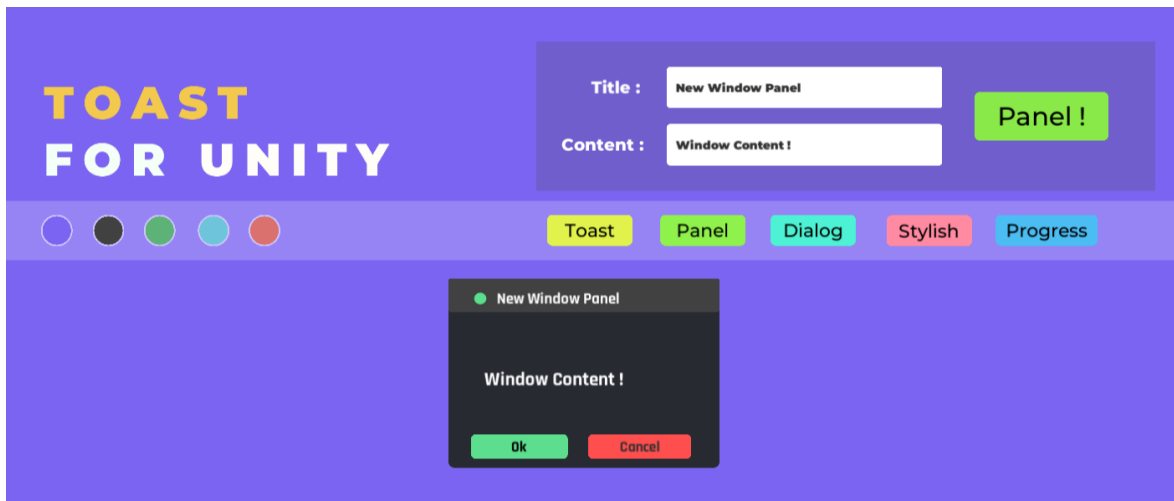 TOAST
FOR UNITY
Title :
New Window Panel
Content :
Window Content !
Panel !
Toast
Panel
Dialog
Stylish
Progress
New Window Panel
Window Content !
Ok
Cancel